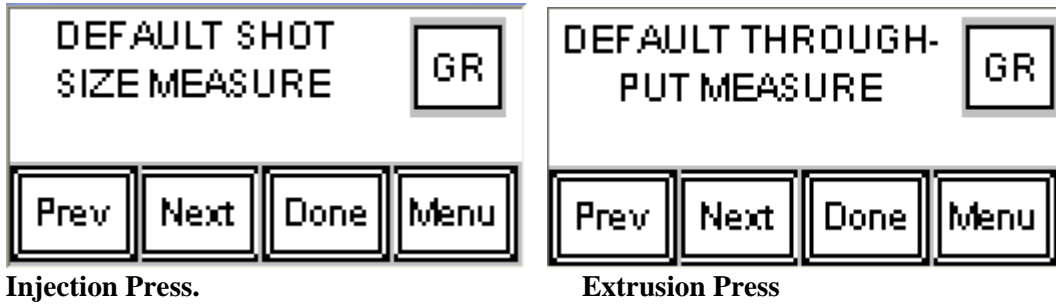 DEFAULT SHOT
SIZE MEASURE
GR
Prev Next Done Menu
Injection Press.
DEFAULT THROUGH-
PUT MEASURE
GR
Prev Next Done Menu
Extrusion Press